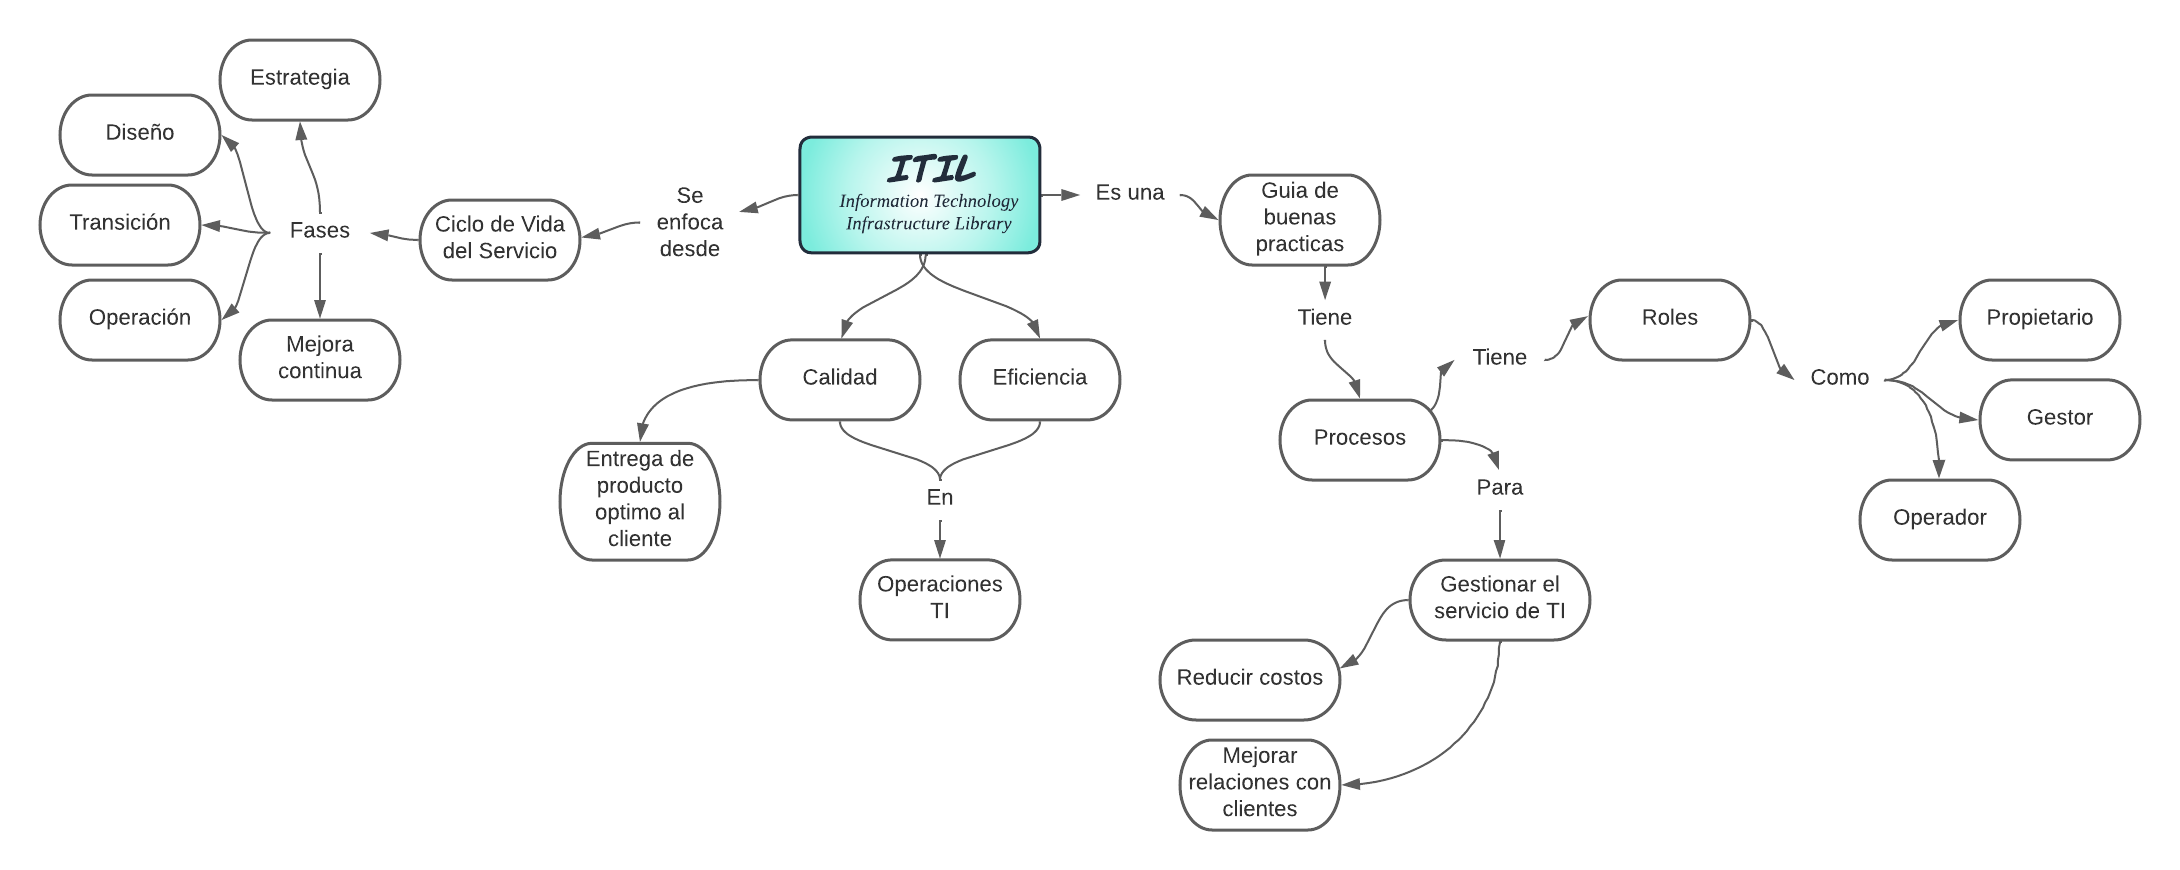 ITIL
Information Technology
Infrastructure Library
Se
enfoca
desde
Ciclo de Vida
del Servicio
Fases
Estrategia
Diseño
Transición
Operación
Mejora
continua
Calidad
Eficiencia
Entrega de
producto
optimo al
cliente
En
Operaciones
TI
Es una
Guia de
buenas
practicas
Tiene
Procesos
Tiene
Roles
Como
Propietario
Gestor
Operador
Para
Gestionar el
servicio de TI
Reducir costos
Mejorar
relaciones con
clientes